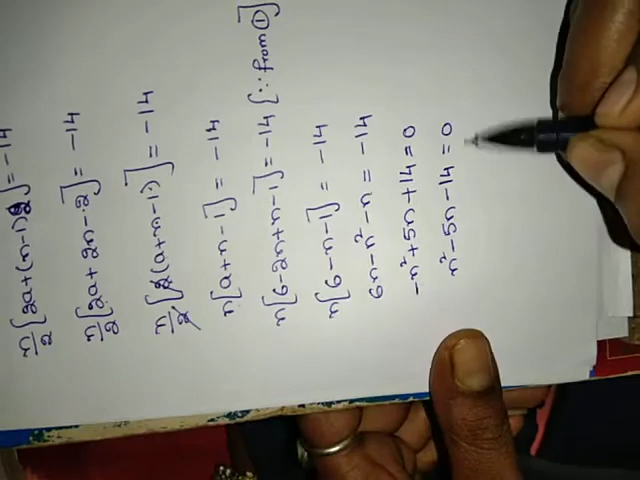 n/2 [2a+(n-1)2] = -14
n/2 [2a+2n-2] = -14
n/2 [2(a+n-1)] = -14
n[a+n-1] = -14
n[6-2n+n-1] = -14 [∵ from ①]
n[6-n-1] = -14
6n-n²-n = -14
-n²+5n+14=0
n²-5n-14=0